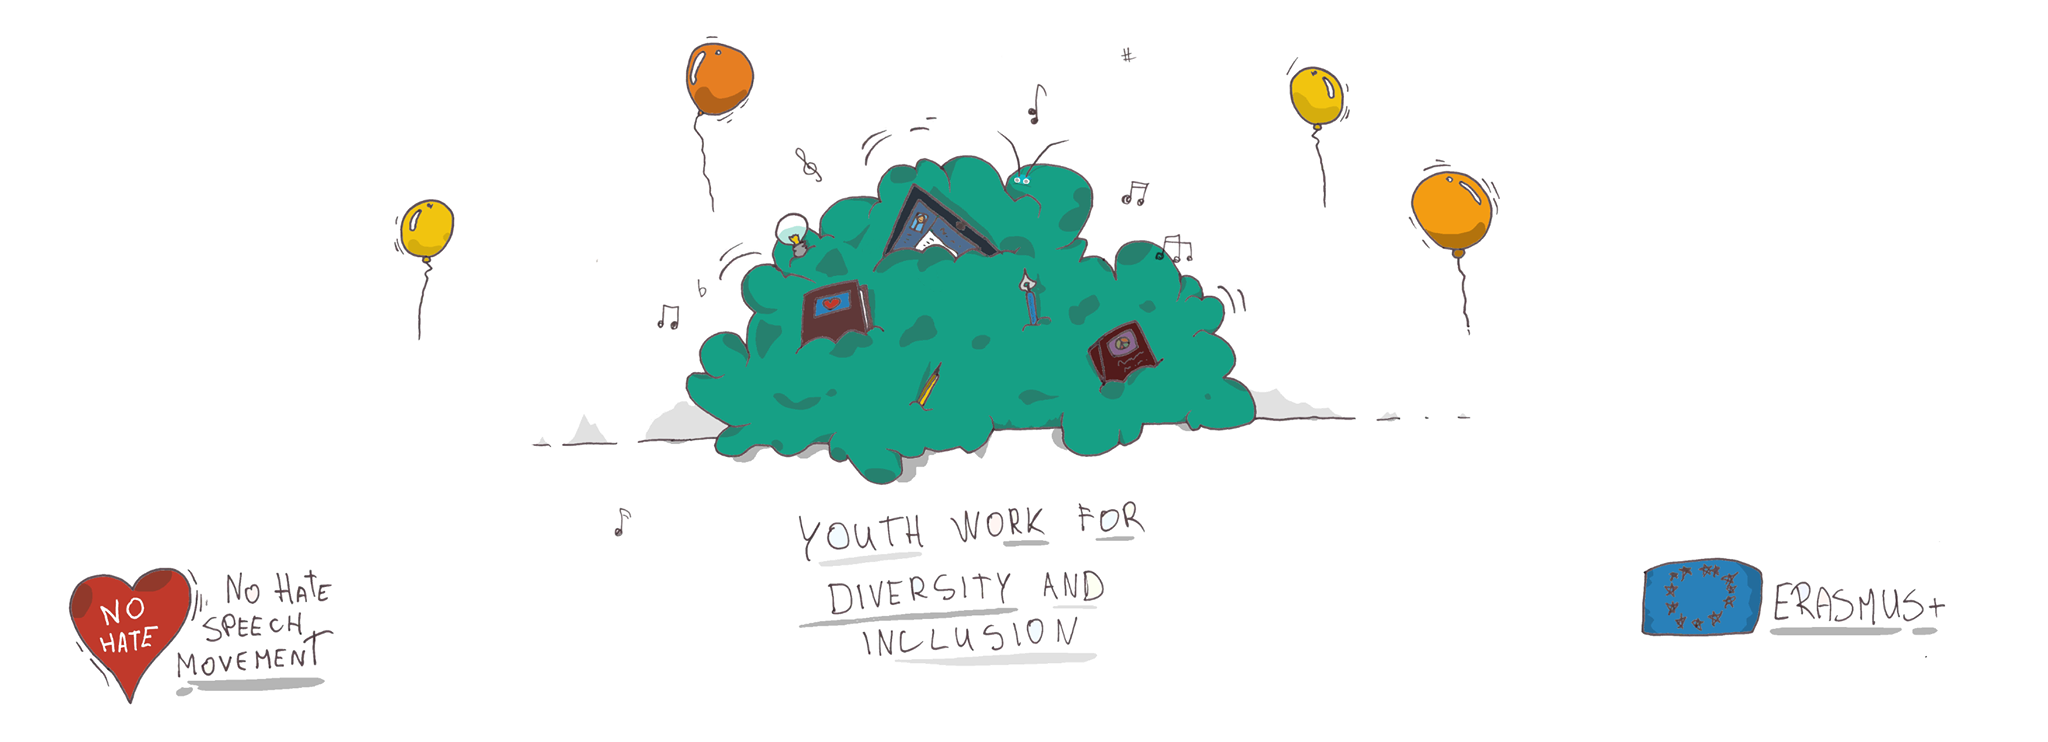 YOUTH WORK FOR
DIVERSITY AND
INCLUSION
NO
HATE
NO HATE
SPEECH
MOVEMENT
ERASMUS+